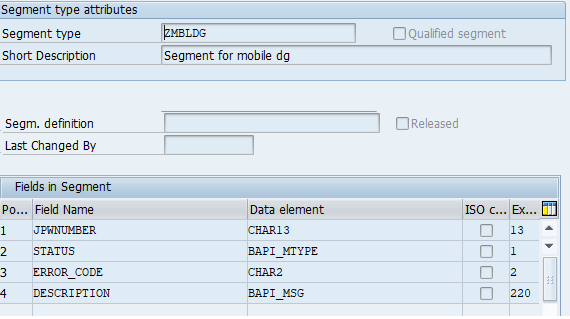 Segment type attributes
Segment type ZMBLDG Qualified segment
Short Description Segment for mobile dg
Segm. definition Released
Last Changed By
Fields in Segment
Po... Field Name Data element ISO c... Ex...
1 JPWNUMBER CHAR13 13
2 STATUS BAPI_MTYPE 1
3 ERROR_CODE CHAR2 2
4 DESCRIPTION BAPI_MSG 220